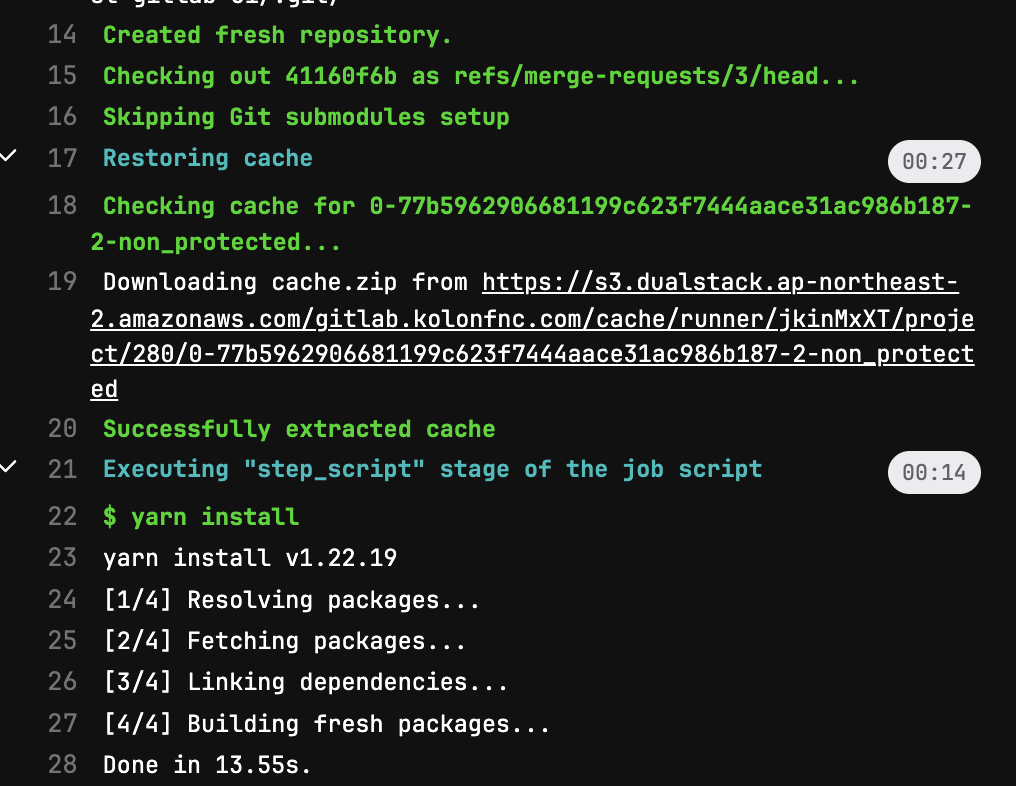 14 Created fresh repository.
15 Checking out 41160f6b as refs/merge-requests/3/head...
16 Skipping Git submodules setup
17 Restoring cache 00:27
18 Checking cache for 0-77b5962906681199c623f7444aace31ac986b187-
2-non_protected...
19 Downloading cache.zip from https://s3.dualstack.ap-northeast-
2.amazonaws.com/gitlab.kolonfnc.com/cache/runner/jkinMxXT/proje
ct/280/0-77b5962906681199c623f7444aace31ac986b187-2-non_protect
ed
20 Successfully extracted cache
21 Executing "step_script" stage of the job script 00:14
22 $ yarn install
23 yarn install v1.22.19
24 [1/4] Resolving packages...
25 [2/4] Fetching packages...
26 [3/4] Linking dependencies...
27 [4/4] Building fresh packages...
28 Done in 13.55s.